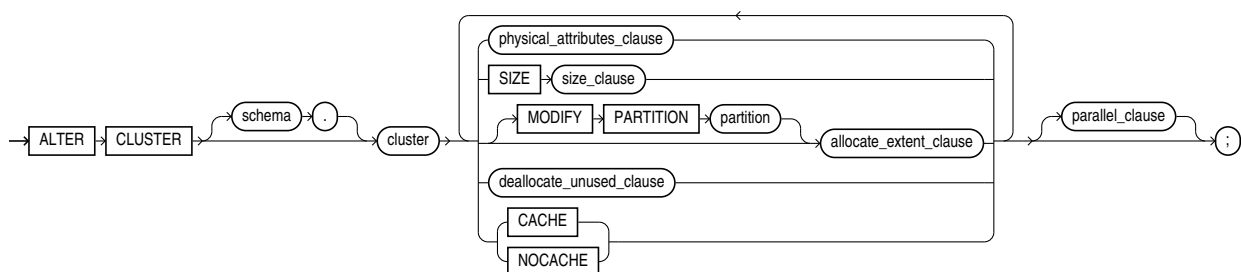 physical_attributes_clause
SIZE size_clause
schema . MODIFY PARTITION partition parallel_clause
ALTER CLUSTER cluster allocate_extent_clause ;
deallocate_unused_clause
CACHE
NOCACHE